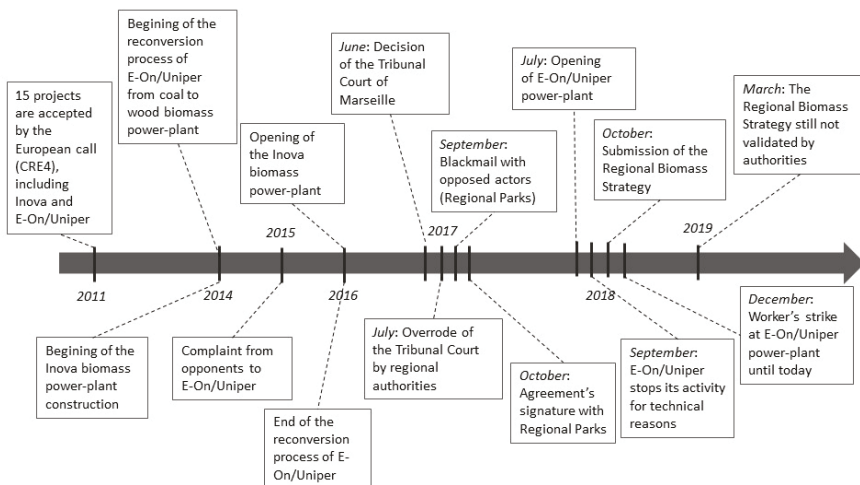 15 projects
are accepted
by the
European call
(CRE4),
including
Inova and
E-On/Uniper
Begining of the
reconversion
process of
E-On/Uniper
from coal to
wood biomass
power-plant
Opening of
the Inova
biomass
power-plant
June: Decision
of the Tribunal
Court of
Marseille
September:
Blackmail with
opposed actors
(Regional Parks)
July: Opening
of E-On/Uniper
power-plant
October:
Submission of the
Regional Biomass
Strategy
March: The
Regional Biomass
Strategy still not
validated by
authorities
2011
2014
2015
2016
2017
2018
2019
Begining of the
Inova biomass
power-plant
construction
Complaint from
opponents to
E-On/Uniper
End of the
reconversion
process of E-
On/Uniper
July: Overrode of
the Tribunal Court
by regional
authorities
October:
Agreement’s
signature with
Regional Parks
September:
E-On/Uniper
stops its activity
for technical
reasons
December:
Worker’s strike
at E-On/Uniper
power-plant
until today